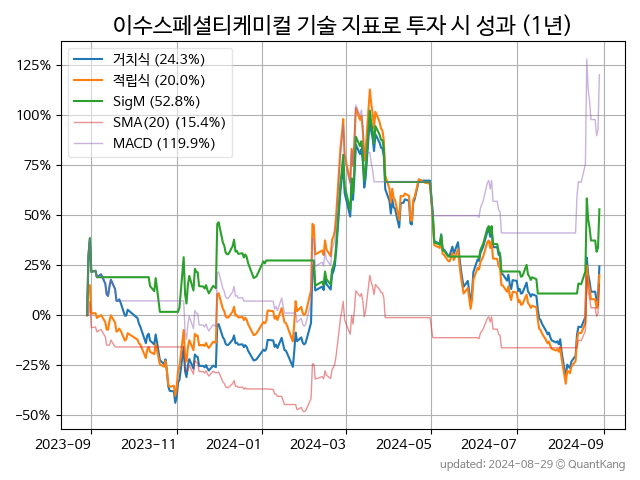 이수스페셜티케미컬 기술 지표로 투자 시 성과 (1년)
거치식 (24.3%)
적립식 (20.0%)
SigM (52.8%)
SMA(20) (15.4%)
MACD (119.9%)
125%
100%
75%
50%
25%
0%
−25%
−50%
2023-09 2023-11 2024-01 2024-03 2024-05 2024-07 2024-09
updated: 2024-08-29 © QuantKang